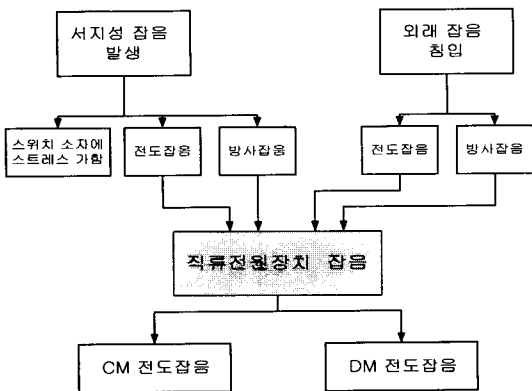 서지성 잡음
발생
외래 잡음
침입
스위치 소자에
스트레스 가함
전도잡음
방사잡음
전도잡음
방사잡음
직류전원장치 잡음
CM 전도잡음
DM 전도잡음